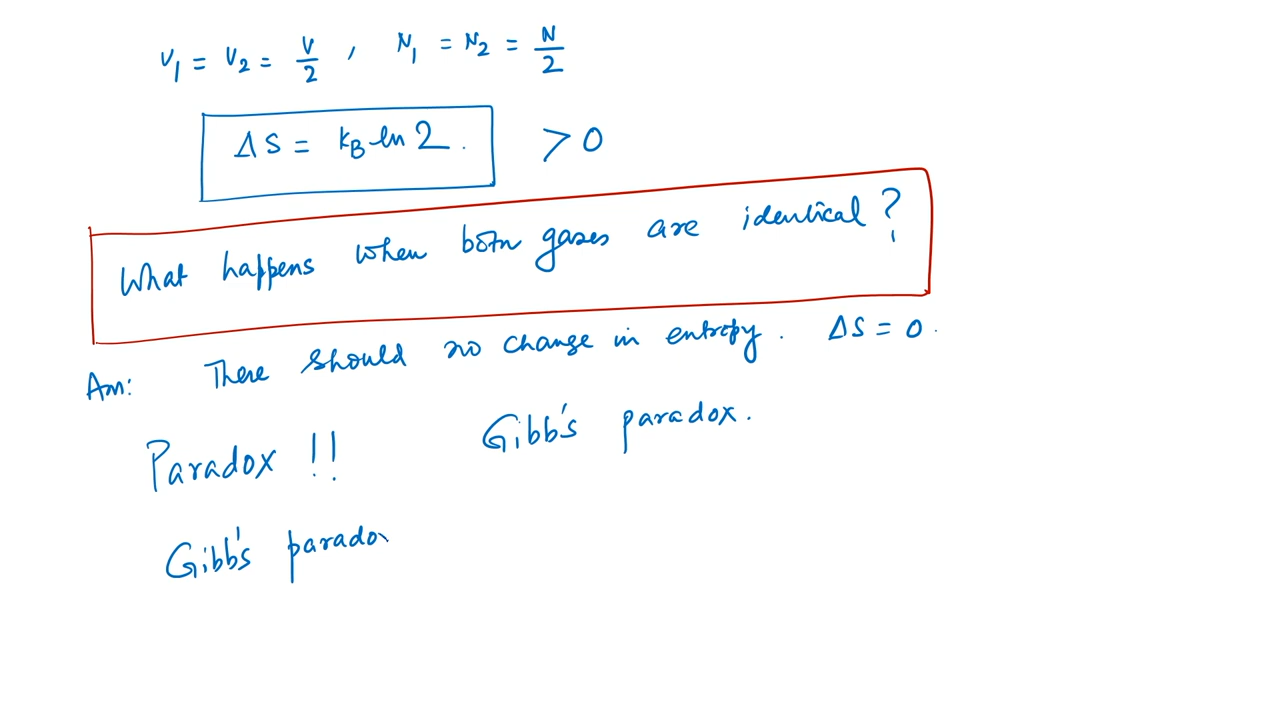 V₁ = V₂ = V/2 , N₁ = N₂ = N/2
ΔS = k_B ln 2. > 0
What happens when both gases are identical?
Ans: There should no change in entropy. ΔS = 0.
Paradox !! Gibb's paradox.
Gibb's paradox